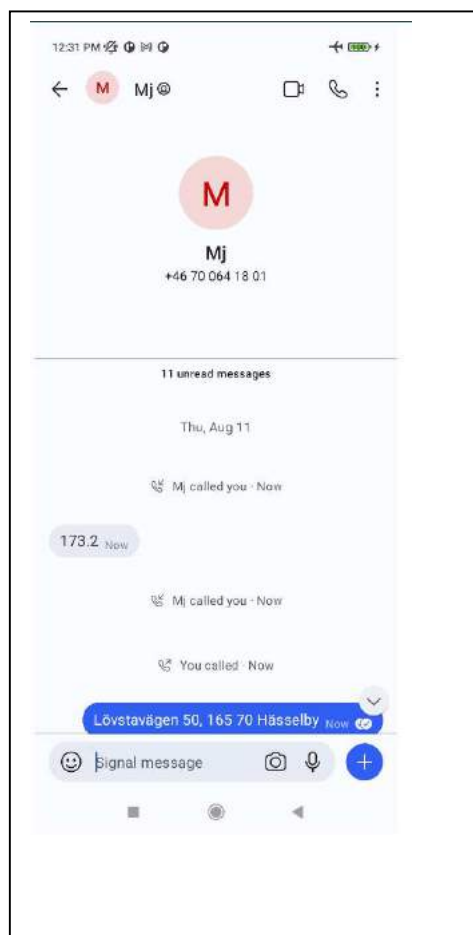 12:31 PM
M Mj
M
Mj
+46 70 064 18 01
11 unread messages
Thu, Aug 11
Mj called you · Now
173.2 Now
Mj called you · Now
You called · Now
Lövstavägen 50, 165 70 Hässelby Now
Signal message